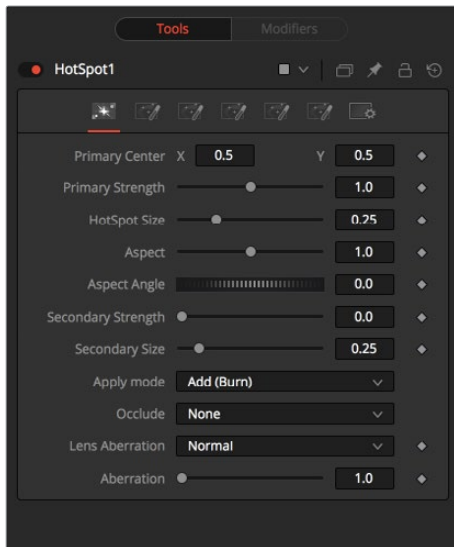 Tools Modifiers
HotSpot1
Primary Center X 0.5 Y 0.5
Primary Strength 1.0
HotSpot Size 0.25
Aspect 1.0
Aspect Angle 0.0
Secondary Strength 0.0
Secondary Size 0.25
Apply mode Add (Burn)
Occlude None
Lens Aberration Normal
Aberration 1.0